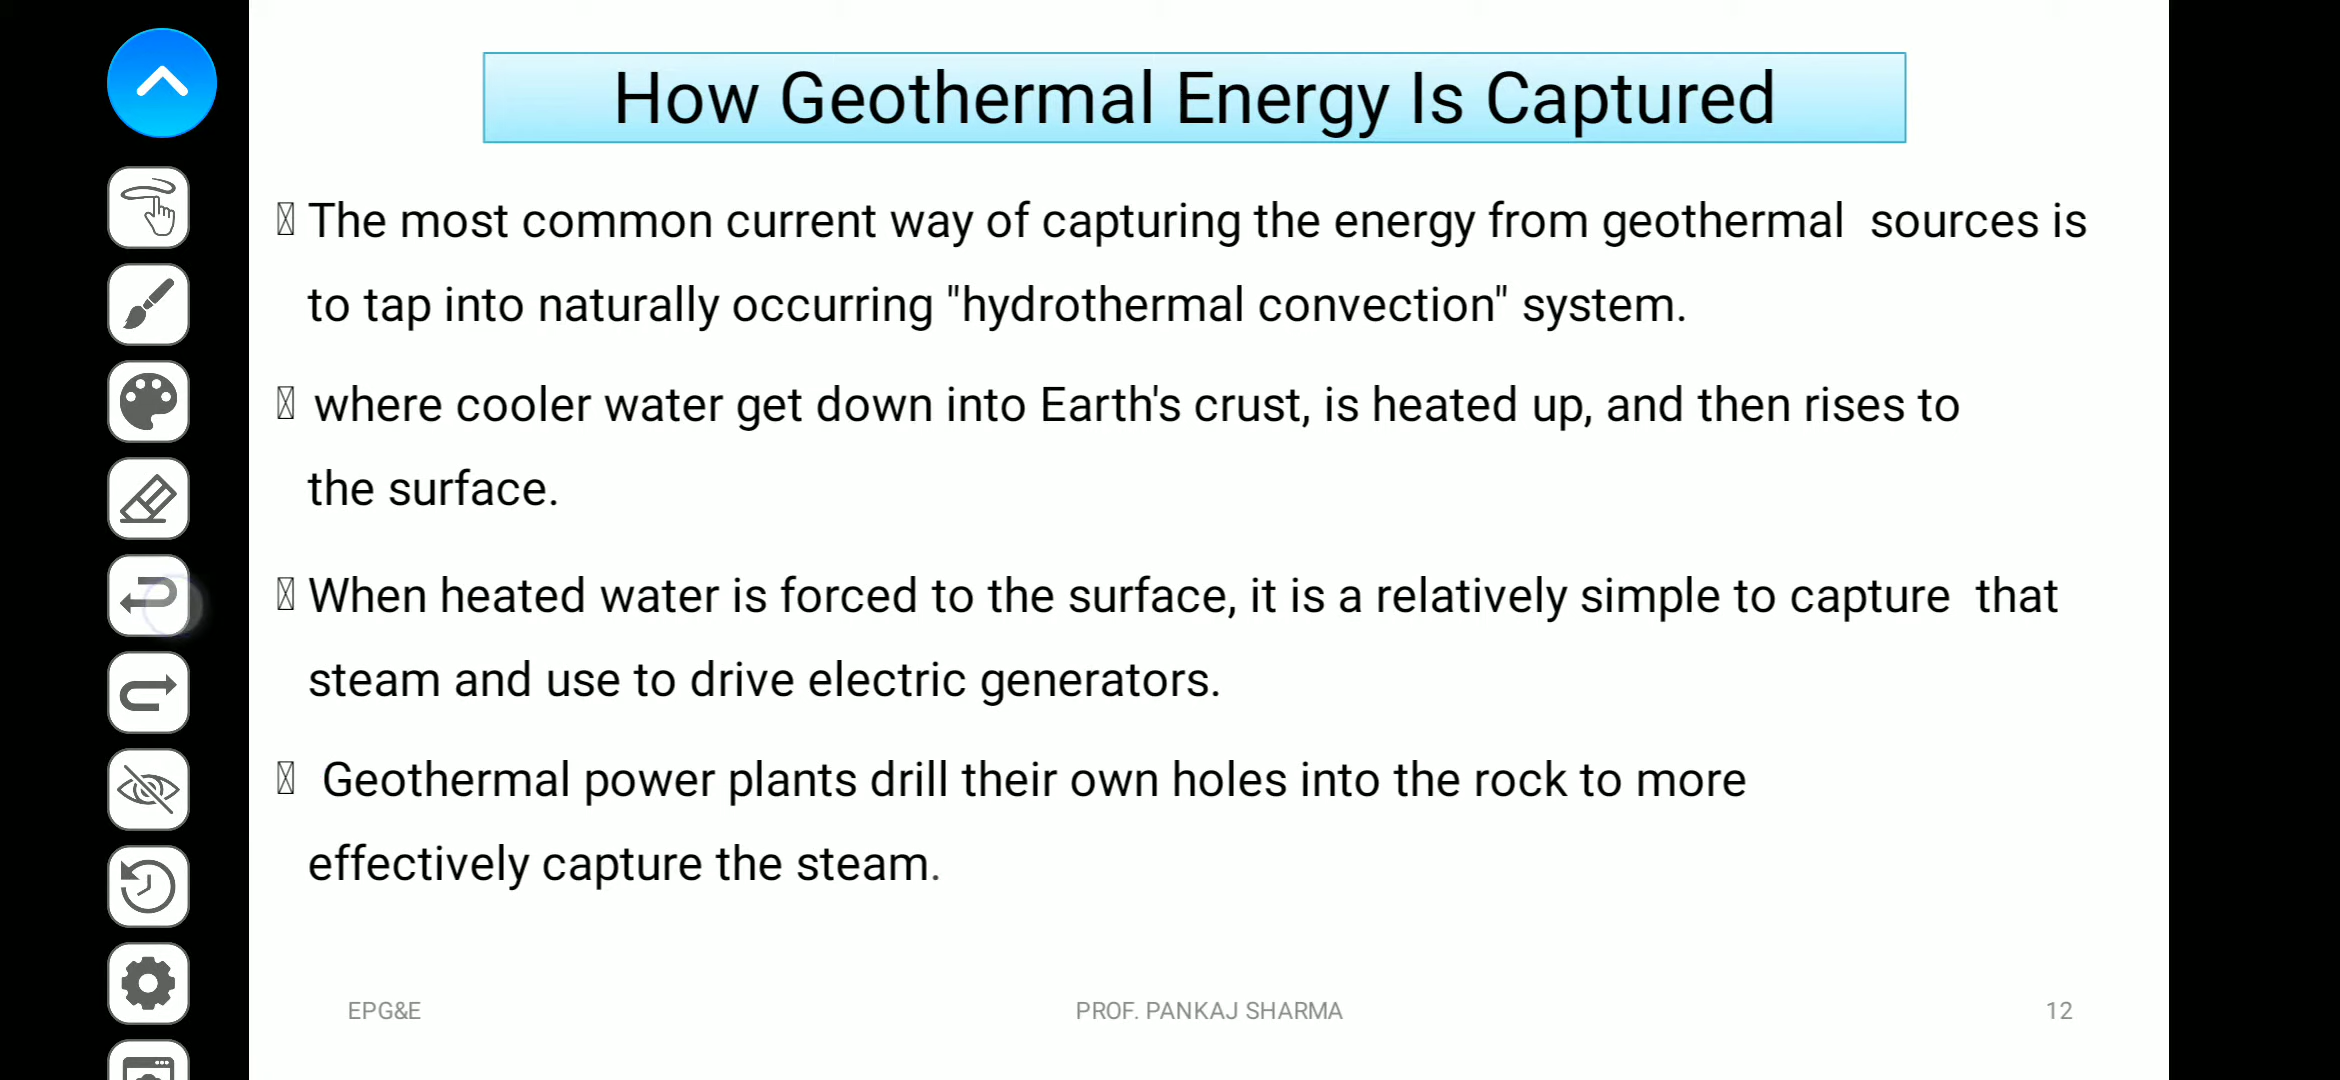 How Geothermal Energy Is Captured
The most common current way of capturing the energy from geothermal  sources is
to tap into naturally occurring "hydrothermal convection" system.
where cooler water get down into Earth's crust, is heated up, and then rises to
the surface.
When heated water is forced to the surface, it is a relatively simple to capture  that
steam and use to drive electric generators.
Geothermal power plants drill their own holes into the rock to more
effectively capture the steam.
EPG&E
PROF. PANKAJ SHARMA
12